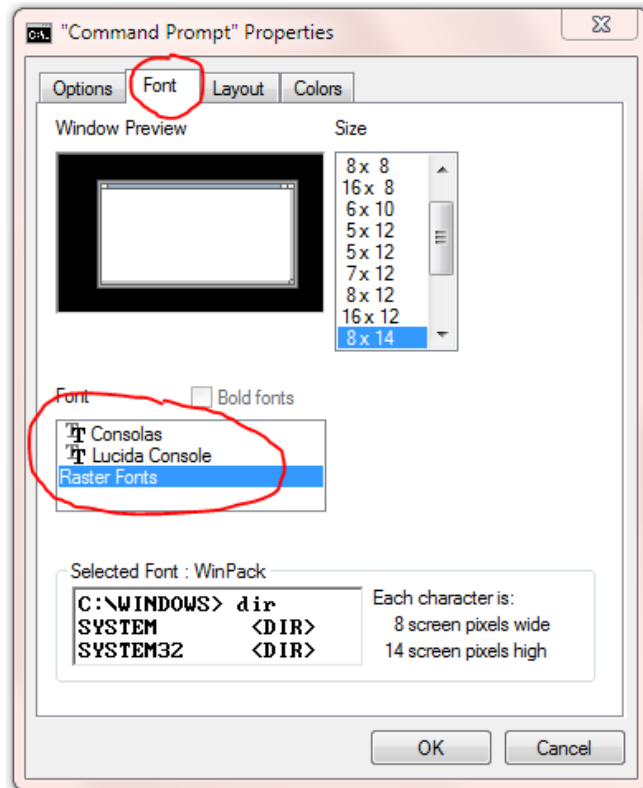 C:\. "Command Prompt" Properties
Options Font Layout Colors
Window Preview Size
8 x 8
16 x 8
6 x 10
5 x 12
5 x 12
7 x 12
8 x 12
16 x 12
8 x 14
Font Bold fonts
Consolas
Lucida Console
Raster Fonts
Selected Font : WinPack
C:\WINDOWS> dir
SYSTEM <DIR>
SYSTEM32 <DIR>
Each character is:
8 screen pixels wide
14 screen pixels high
OK Cancel